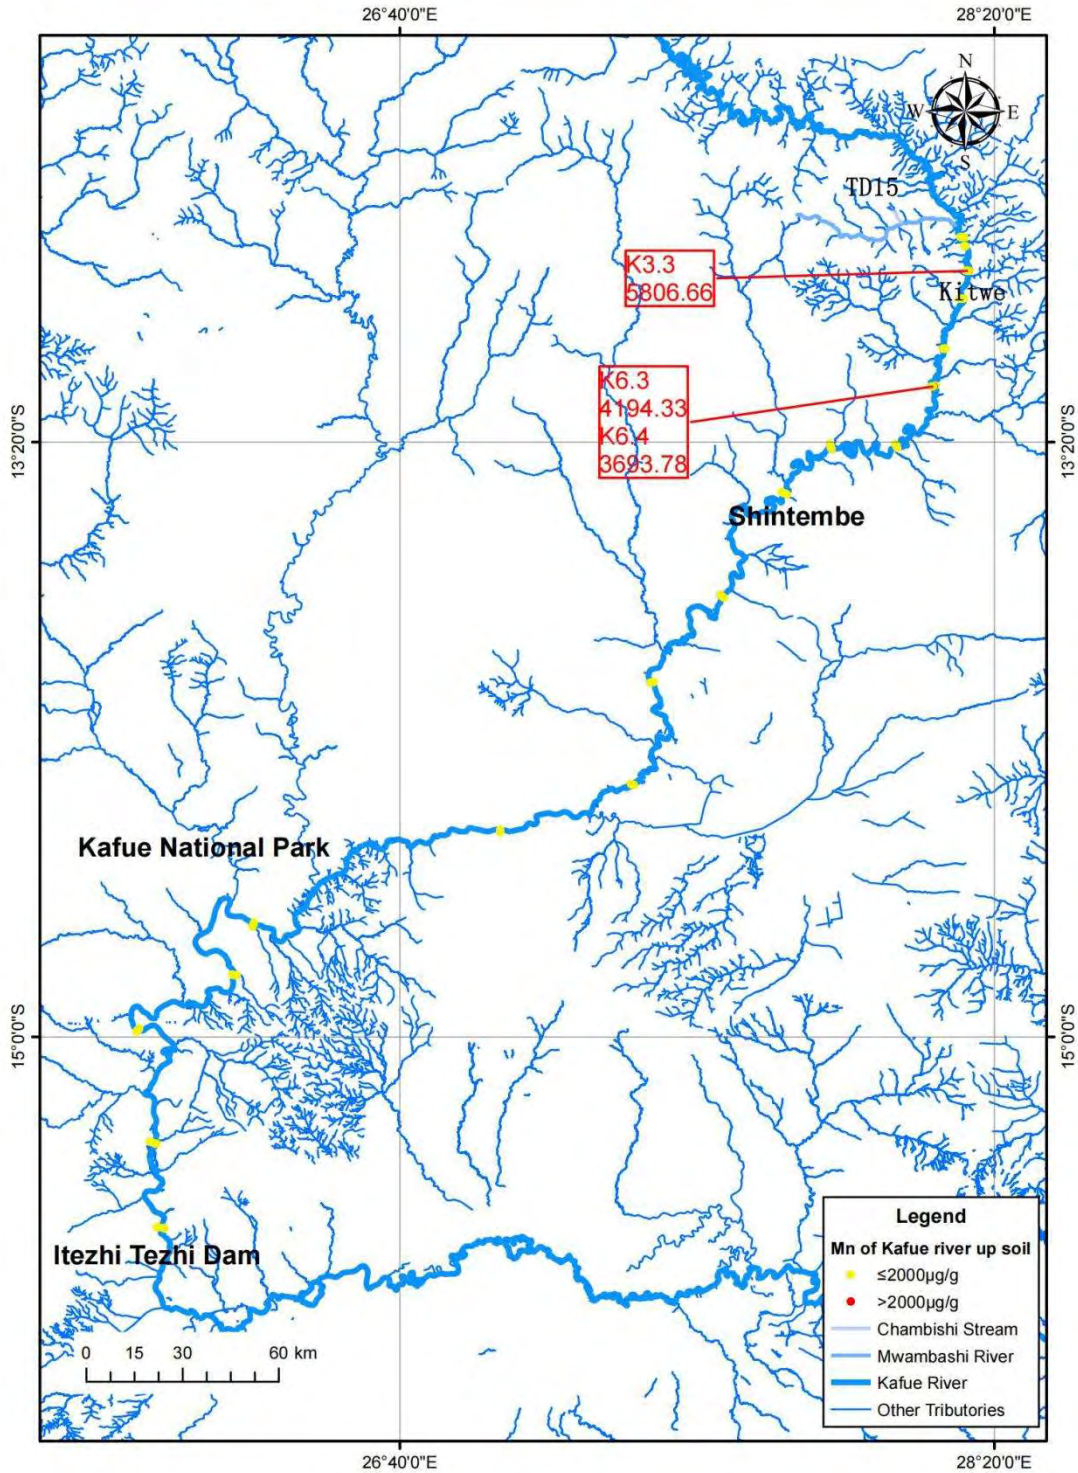 26°40'0"E
28°20'0"E
N
W
E
S
TD15
K3.3
5806.66
Kitwe
K6.3
4194.33
K6.4
3693.78
13°20'0"S
13°20'0"S
Shintembe
Kafue National Park
15°0'0"S
15°0'0"S
Itezhi Tezhi Dam
0 15 30 60 km
Legend
Mn of Kafue river up soil
≤2000μg/g
>2000μg/g
Chambishi Stream
Mwambashi River
Kafue River
Other Tributories
26°40'0"E
28°20'0"E